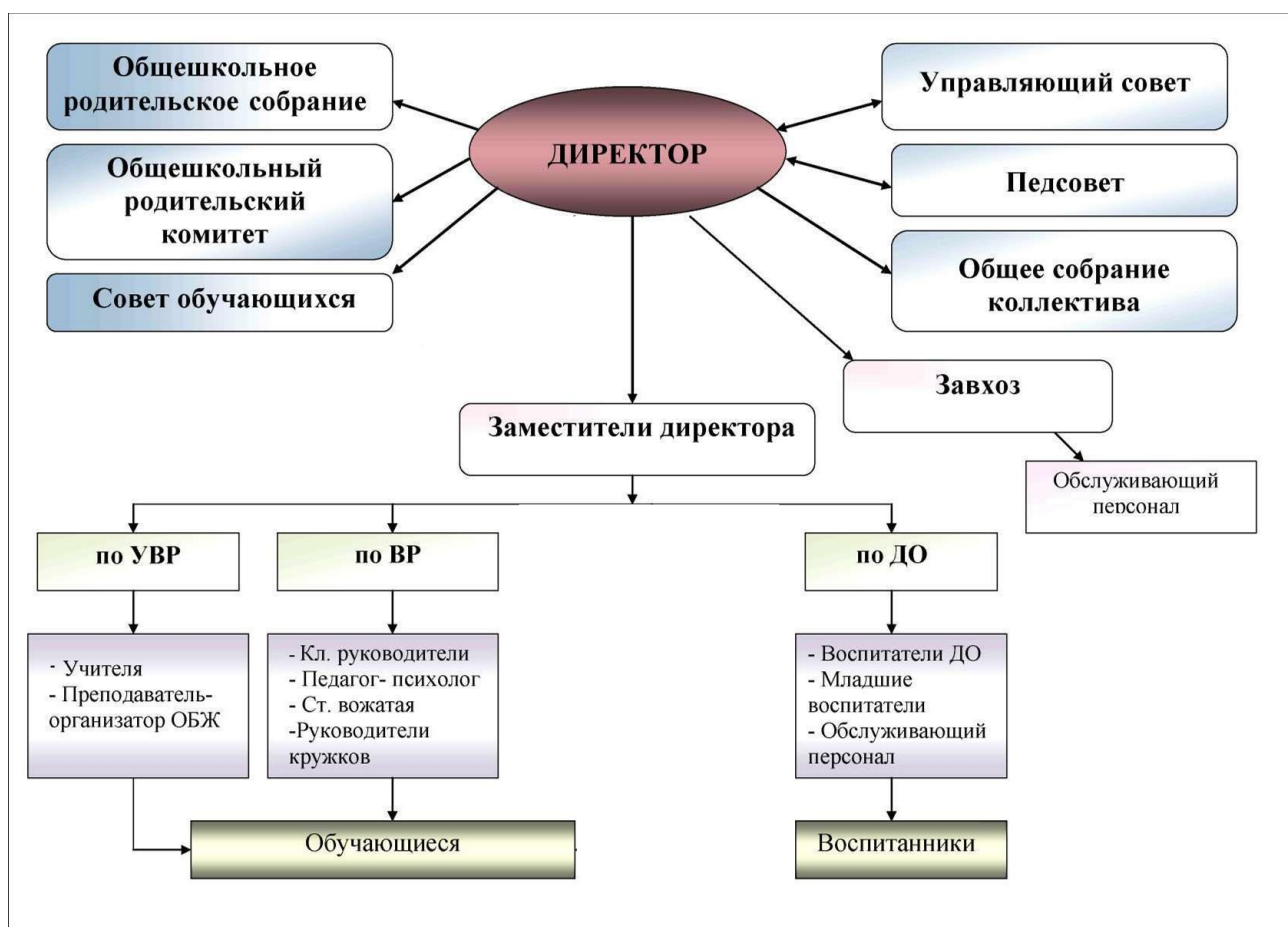 Общешкольное
родительское собрание
Общешкольный
родительский
комитет
Совет обучающихся
ДИРЕКТОР
Управляющий совет
Педсовет
Общее собрание
коллектива
Завхоз
Обслуживающий
персонал
Заместители директора
по УВР
по ВР
по ДО
- Учителя
- Преподаватель-
организатор ОБЖ
- Кл. руководители
- Педагог- психолог
- Ст. вожатая
-Руководители
кружков
- Воспитатели ДО
- Младшие
воспитатели
- Обслуживающий
персонал
Обучающиеся
Воспитанники